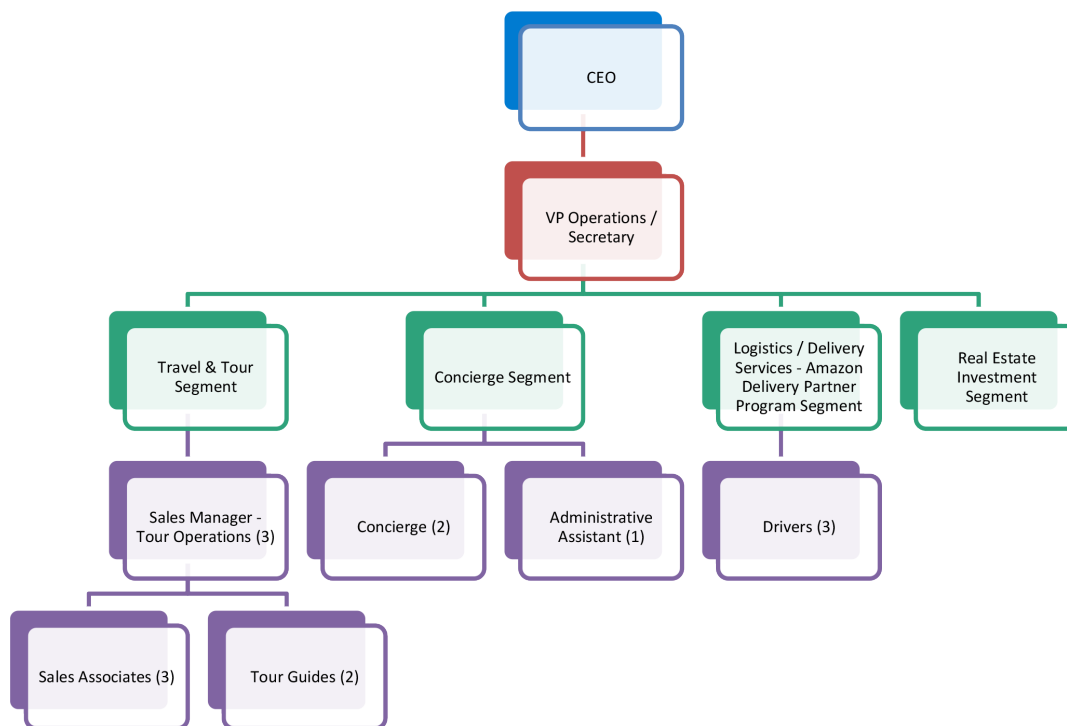 CEO
VP Operations /
Secretary
Travel & Tour
Segment
Concierge Segment
Logistics / Delivery
Services - Amazon
Delivery Partner
Program Segment
Real Estate
Investment
Segment
Sales Manager -
Tour Operations (3)
Concierge (2)
Administrative
Assistant (1)
Drivers (3)
Sales Associates (3)
Tour Guides (2)